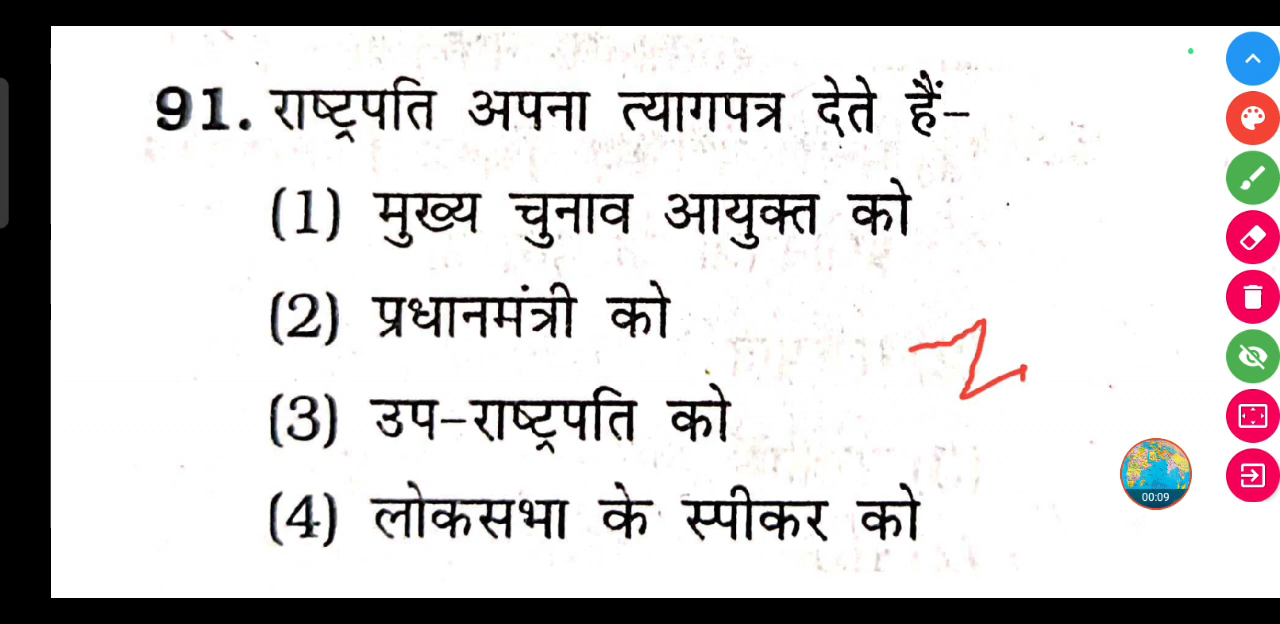 91. राष्ट्रपति अपना त्यागपत्र देते हैं-
(1) मुख्य चुनाव आयुक्त को
(2) प्रधानमंत्री को
(3) उप-राष्ट्रपति को
(4) लोकसभा के स्पीकर को
00:09